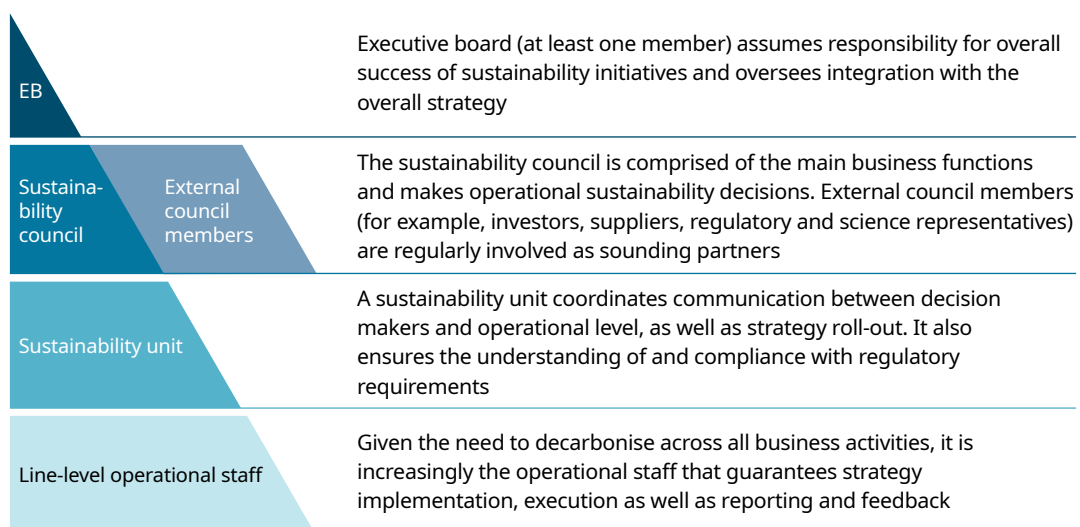 EB
Executive board (at least one member) assumes responsibility for overall
success of sustainability initiatives and oversees integration with the
overall strategy
Sustaina-
bility
council
External
council
members
The sustainability council is comprised of the main business functions
and makes operational sustainability decisions. External council members
(for example, investors, suppliers, regulatory and science representatives)
are regularly involved as sounding partners
Sustainability unit
A sustainability unit coordinates communication between decision
makers and operational level, as well as strategy roll-out. It also
ensures the understanding of and compliance with regulatory
requirements
Line-level operational staff
Given the need to decarbonise across all business activities, it is
increasingly the operational staff that guarantees strategy
implementation, execution as well as reporting and feedback